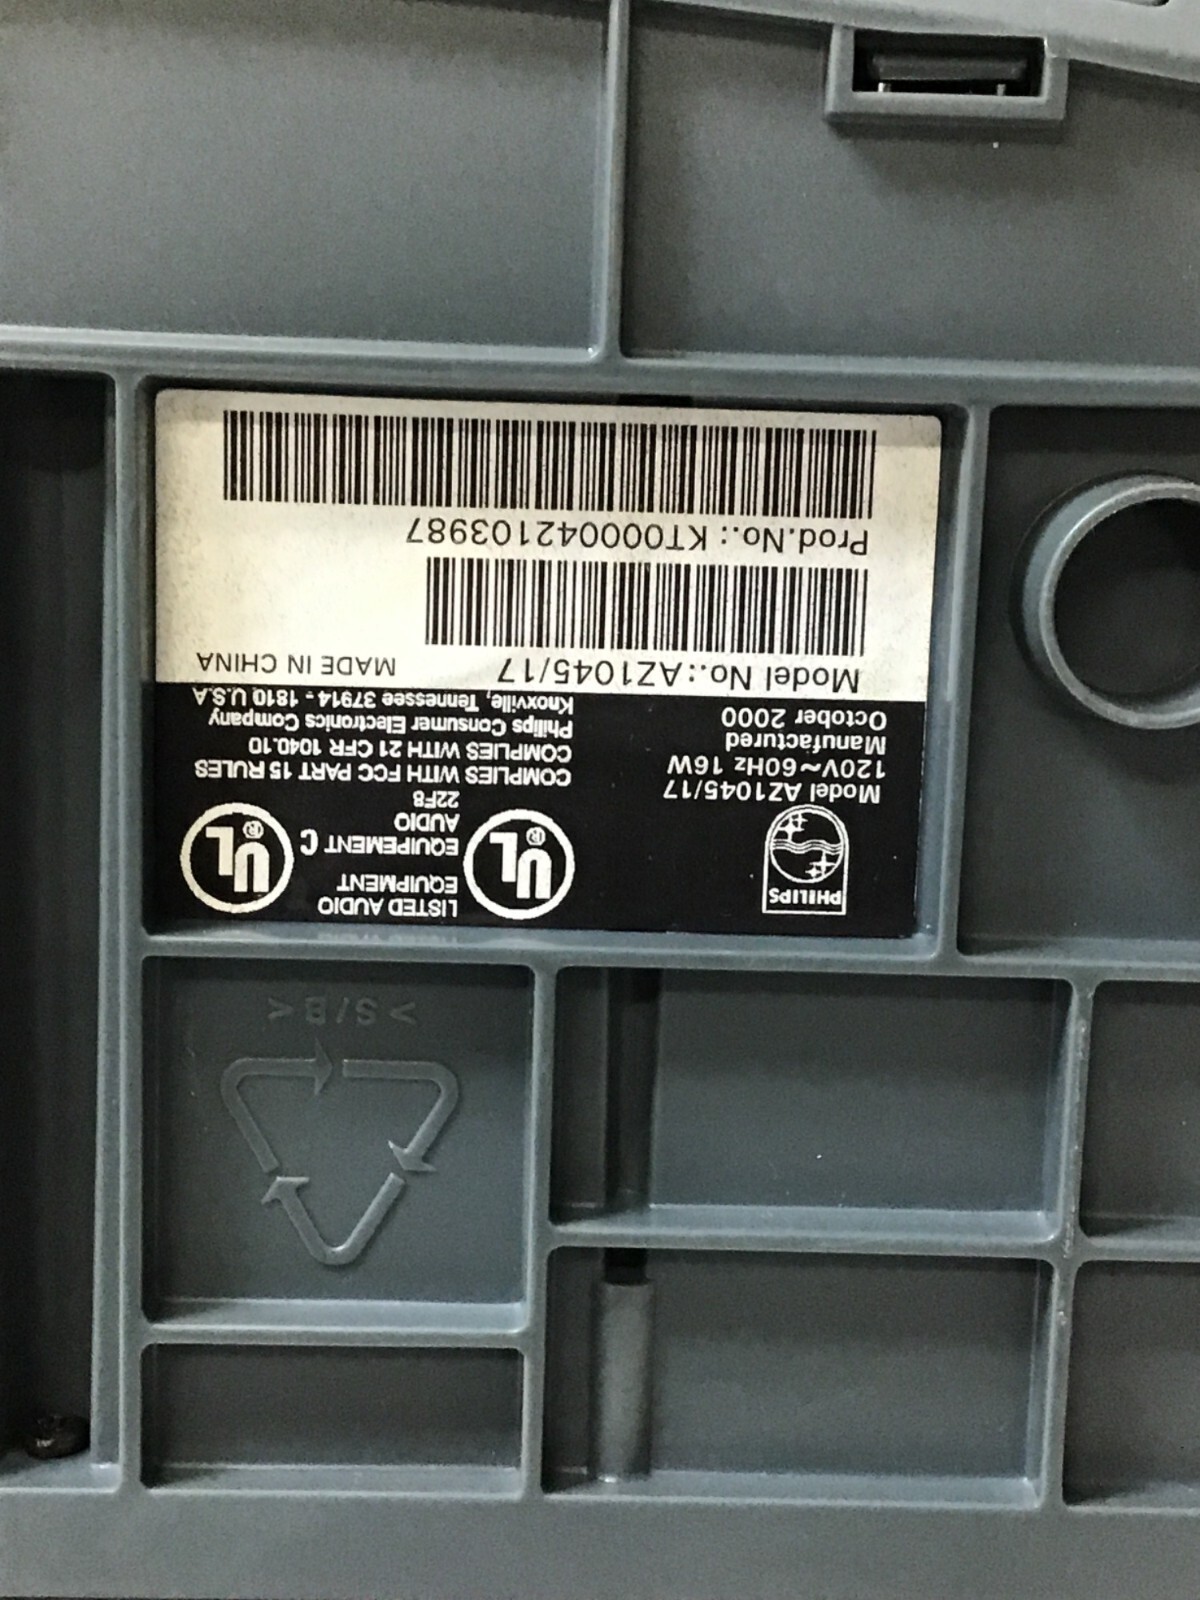 PHILIPS
Model AZ1045/17
120V~60Hz 16W
Manufactured
October 2000
UL®
LISTED AUDIO
EQUIPMENT
EQUIPEMENT C
AUDIO
22F8
UL®
COMPLIES WITH FCC PART 15 RULES
COMPLIES WITH 21 CFR 1040.10
Philips Consumer Electronics Company
Knoxville, Tennessee 37914 - 1810 U.S.A
Model No.:AZ1045/17
MADE IN CHINA
Prod.No.: KT000042103987
>S/B<